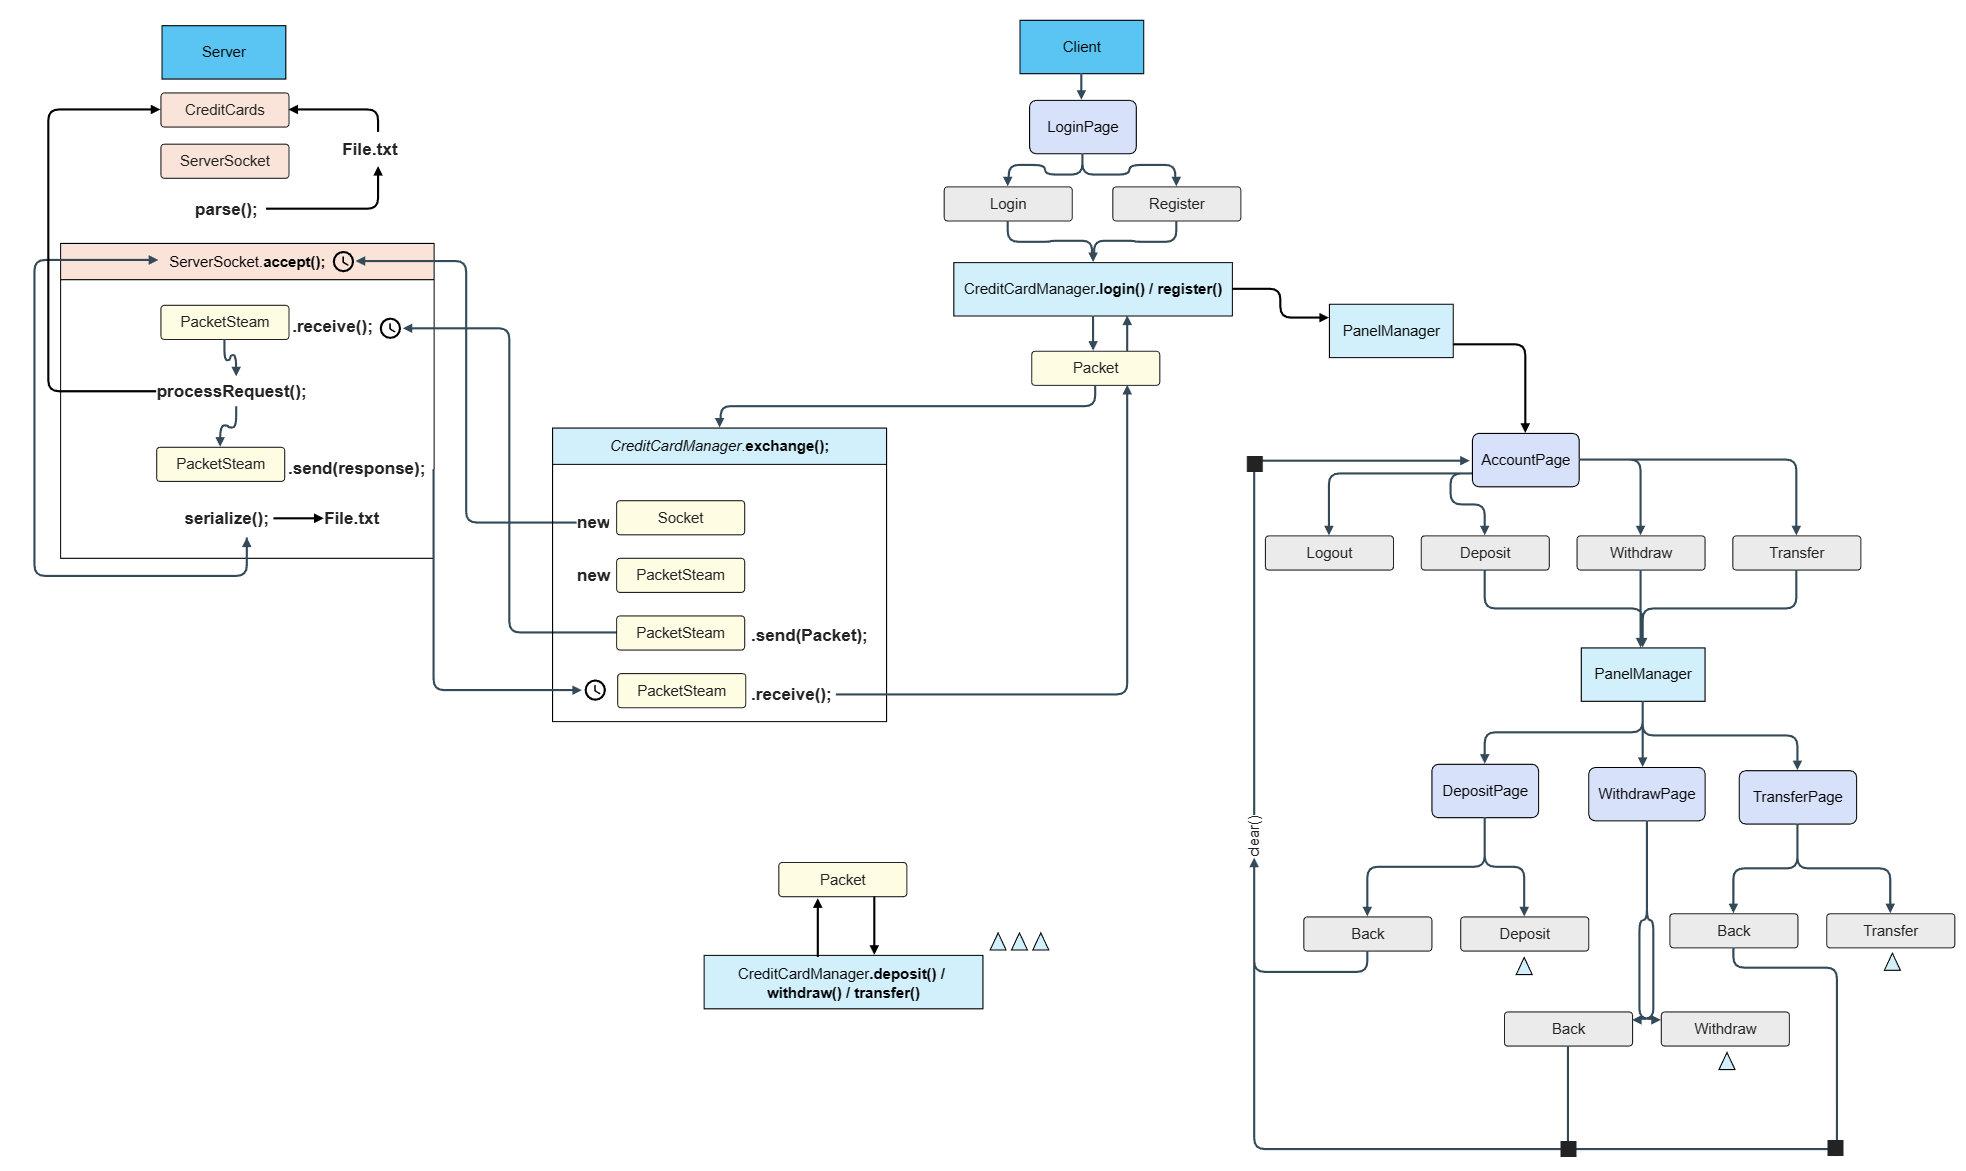 Server
CreditCards
File.txt
ServerSocket
parse();
ServerSocket.accept();
PacketSteam
.receive();
processRequest();
PacketSteam
.send(response);
serialize();
File.txt
Client
LoginPage
Login
Register
CreditCardManager.login() / register()
PanelManager
Packet
CreditCardManager.exchange();
new
Socket
new
PacketSteam
PacketSteam
.send(Packet);
PacketSteam
.receive();
AccountPage
Logout
Deposit
Withdraw
Transfer
PanelManager
DepositPage
WithdrawPage
TransferPage
clear()
Back
Deposit
Back
Transfer
Back
Withdraw
Packet
CreditCardManager.deposit() /
withdraw() / transfer()